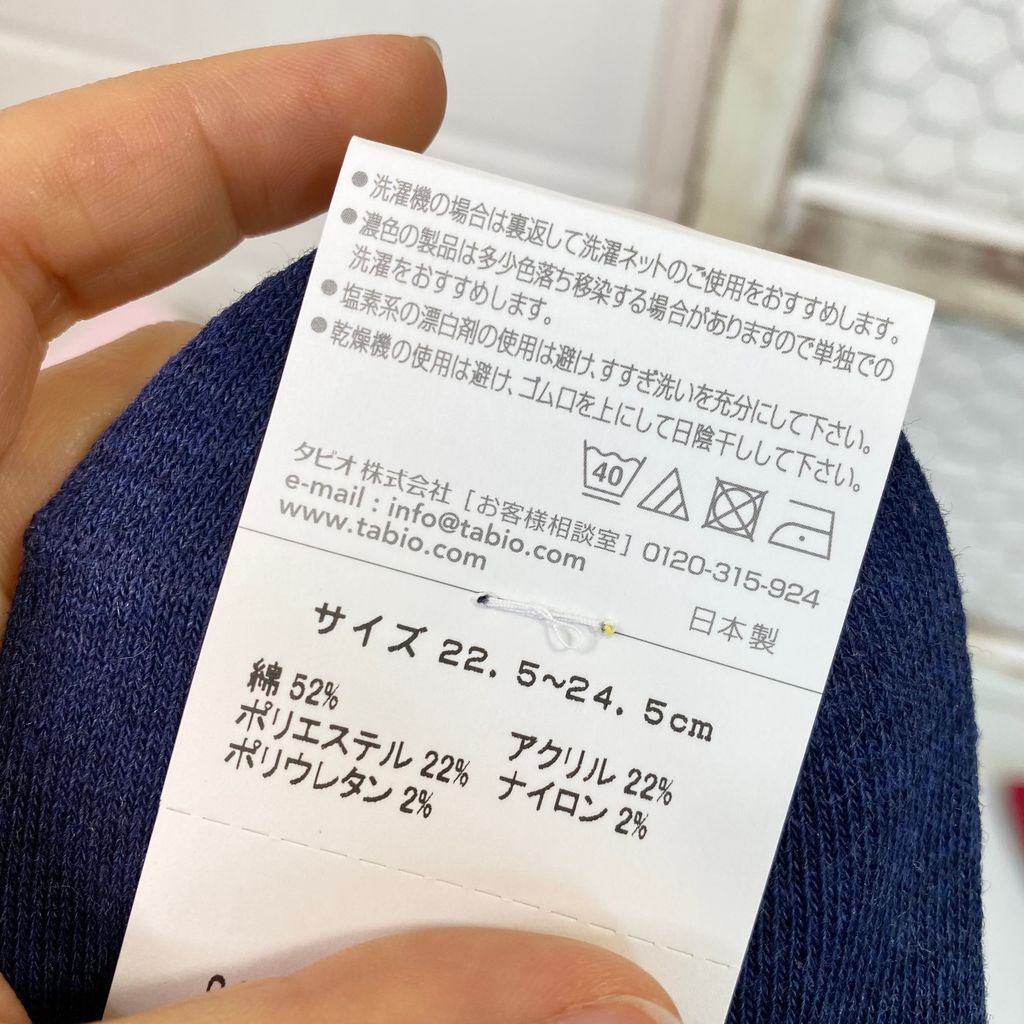 ●洗濯機の場合は裏返して洗濯ネットのご使用をおすすめします。
●濃色の製品は多少色落ち移染する場合がありますので単独での
洗濯をおすすめします。
●塩素系の漂白剤の使用は避け、すすぎ洗いを充分にして下さい。
●乾燥機の使用は避け、ゴム口を上にして日陰干しして下さい。
40
タビオ株式会社 [お客様相談室] 0120-315-924
e-mail : info@tabio.com
www.tabio.com
日本製
サイズ 22.5~24.5cm
綿 52% アクリル 22%
ポリエステル 22% ナイロン 2%
ポリウレタン 2%